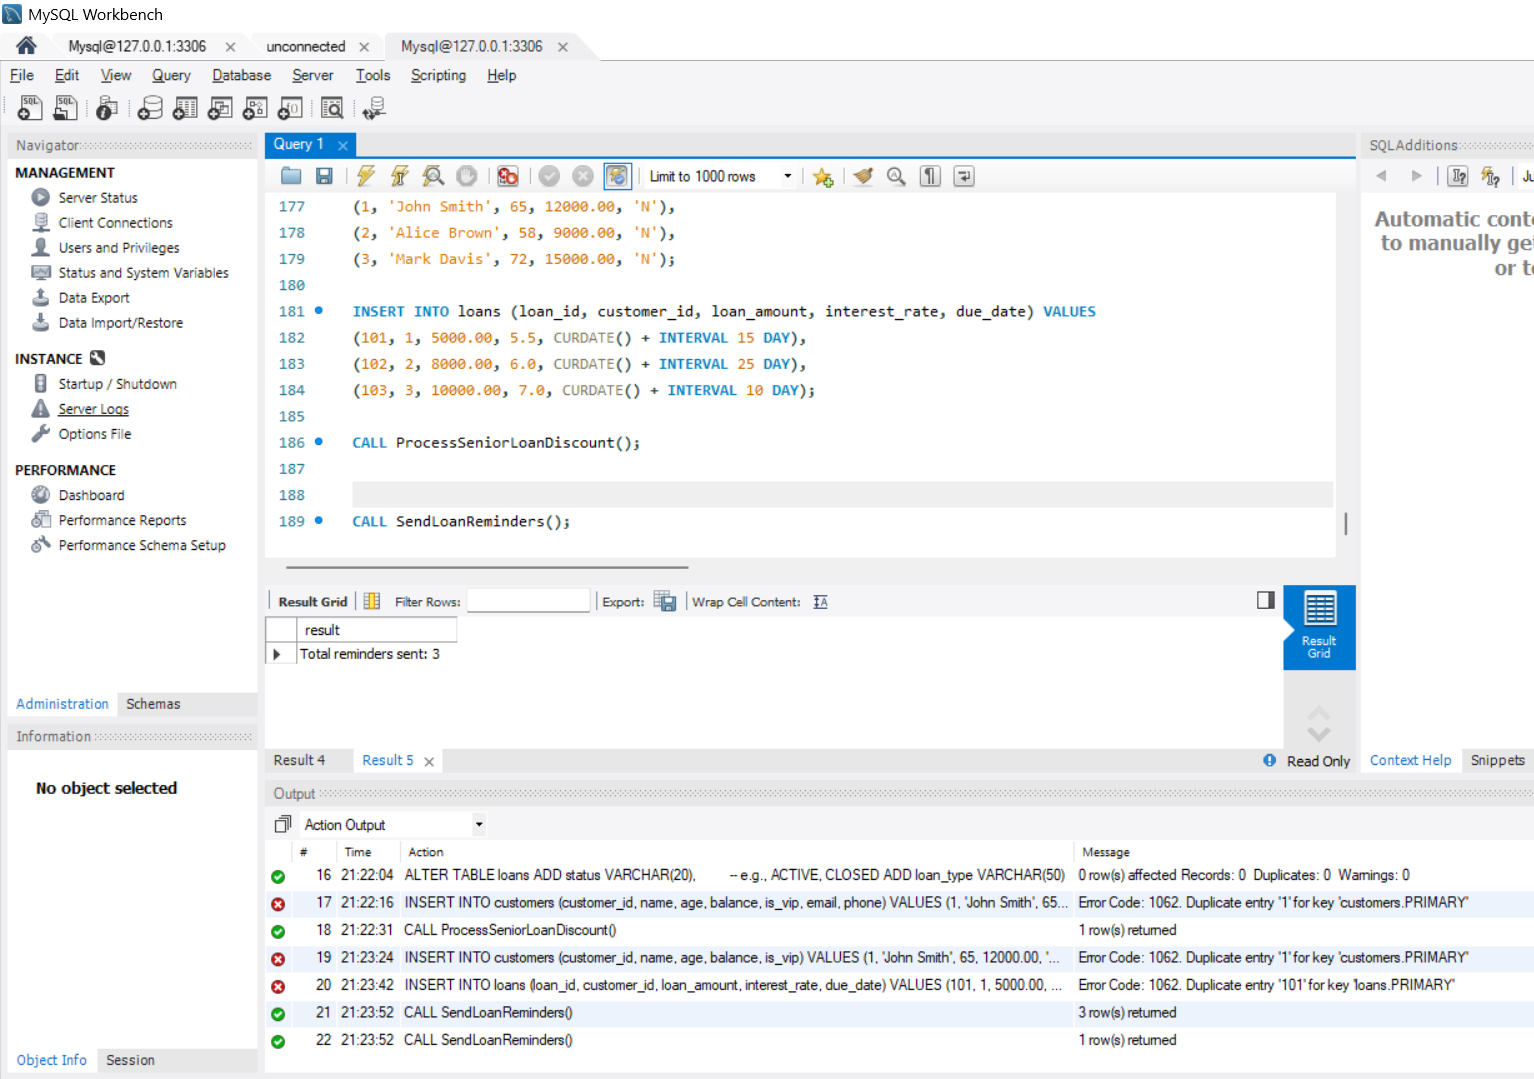 MySQL Workbench
Mysql@127.0.0.1:3306 unconnected Mysql@127.0.0.1:3306
File Edit View Query Database Server Tools Scripting Help
Navigator
MANAGEMENT
Server Status
Client Connections
Users and Privileges
Status and System Variables
Data Export
Data Import/Restore
INSTANCE
Startup / Shutdown
Server Logs
Options File
PERFORMANCE
Dashboard
Performance Reports
Performance Schema Setup
Administration Schemas
Information
No object selected
Object Info Session
Query 1
Limit to 1000 rows
177 (1, 'John Smith', 65, 12000.00, 'N'),
178 (2, 'Alice Brown', 58, 9000.00, 'N'),
179 (3, 'Mark Davis', 72, 15000.00, 'N');
180
181 INSERT INTO loans (loan_id, customer_id, loan_amount, interest_rate, due_date) VALUES
182 (101, 1, 5000.00, 5.5, CURDATE() + INTERVAL 15 DAY),
183 (102, 2, 8000.00, 6.0, CURDATE() + INTERVAL 25 DAY),
184 (103, 3, 10000.00, 7.0, CURDATE() + INTERVAL 10 DAY);
185
186 CALL ProcessSeniorLoanDiscount();
187
188
189 CALL SendLoanReminders();
Result Grid Filter Rows: Export: Wrap Cell Content:
result
Total reminders sent: 3
Result
Grid
Result 4 Result 5 Read Only
SQLAdditions
Ju
Automatic conte
to manually get
or to
Context Help Snippets
Output
Action Output
# Time Action Message
16 21:22:04 ALTER TABLE loans ADD status VARCHAR(20), -- e.g., ACTIVE, CLOSED ADD loan_type VARCHAR(50) 0 row(s) affected Records: 0 Duplicates: 0 Warnings: 0
17 21:22:16 INSERT INTO customers (customer_id, name, age, balance, is_vip, email, phone) VALUES (1, 'John Smith', 65... Error Code: 1062. Duplicate entry '1' for key 'customers.PRIMARY'
18 21:22:31 CALL ProcessSeniorLoanDiscount() 1 row(s) returned
19 21:23:24 INSERT INTO customers (customer_id, name, age, balance, is_vip) VALUES (1, 'John Smith', 65, 12000.00, '... Error Code: 1062. Duplicate entry '1' for key 'customers.PRIMARY'
20 21:23:42 INSERT INTO loans (loan_id, customer_id, loan_amount, interest_rate, due_date) VALUES (101, 1, 5000.00, ... Error Code: 1062. Duplicate entry '101' for key 'loans.PRIMARY'
21 21:23:52 CALL SendLoanReminders() 3 row(s) returned
22 21:23:52 CALL SendLoanReminders() 1 row(s) returned